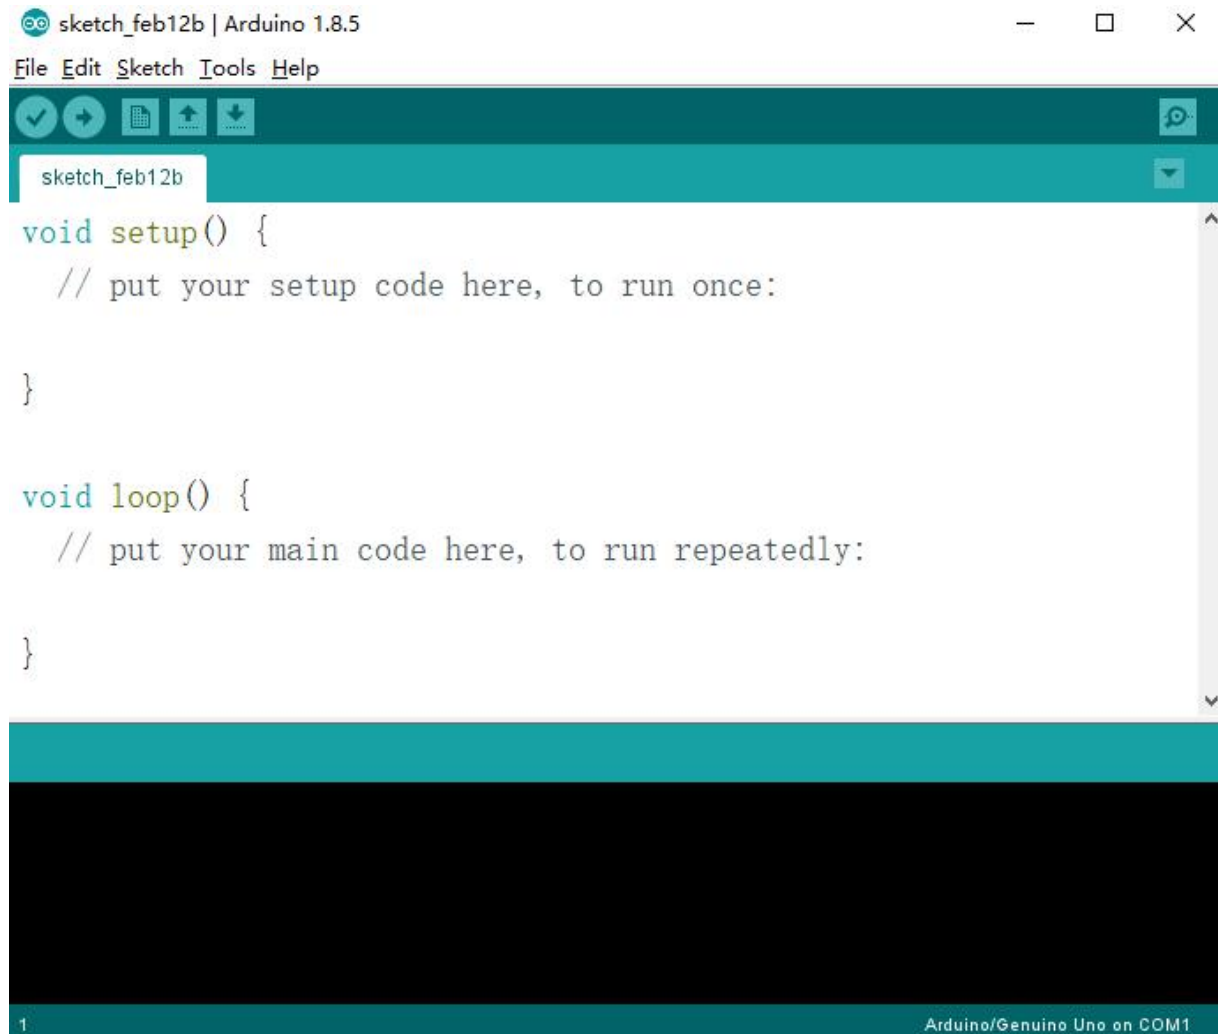 sketch_feb12b | Arduino 1.8.5
File Edit Sketch Tools Help
sketch_feb12b
void setup() {
  // put your setup code here, to run once:
}
void loop() {
  // put your main code here, to run repeatedly:
}
1
Arduino/Genuino Uno on COM1